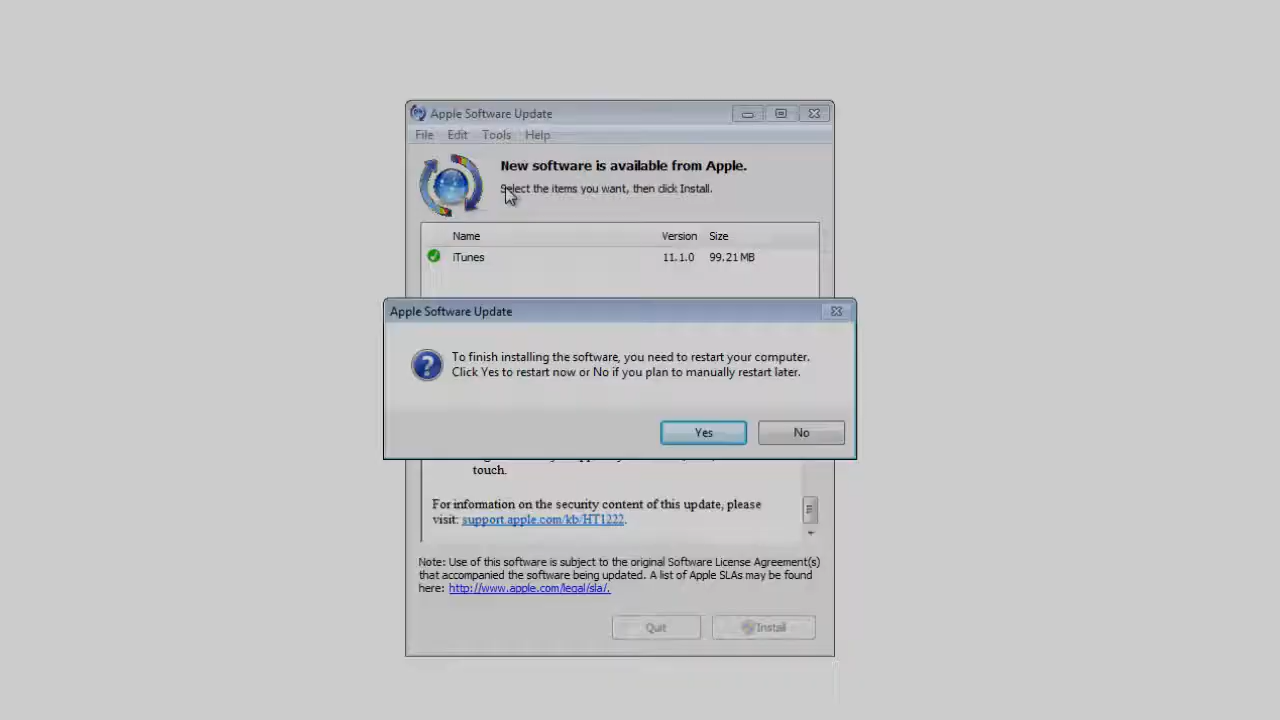 Apple Software Update
File Edit Tools Help
New software is available from Apple.
Select the items you want, then click Install.
Name Version Size
iTunes 11.1.0 99.21 MB
Apple Software Update
To finish installing the software, you need to restart your computer.
Click Yes to restart now or No if you plan to manually restart later.
Yes No
touch.
For information on the security content of this update, please
visit: support.apple.com/kb/HT1222.
Note: Use of this software is subject to the original Software License Agreement(s)
that accompanied the software being updated. A list of Apple SLAs may be found
here: http://www.apple.com/legal/sla/.
Quit Install